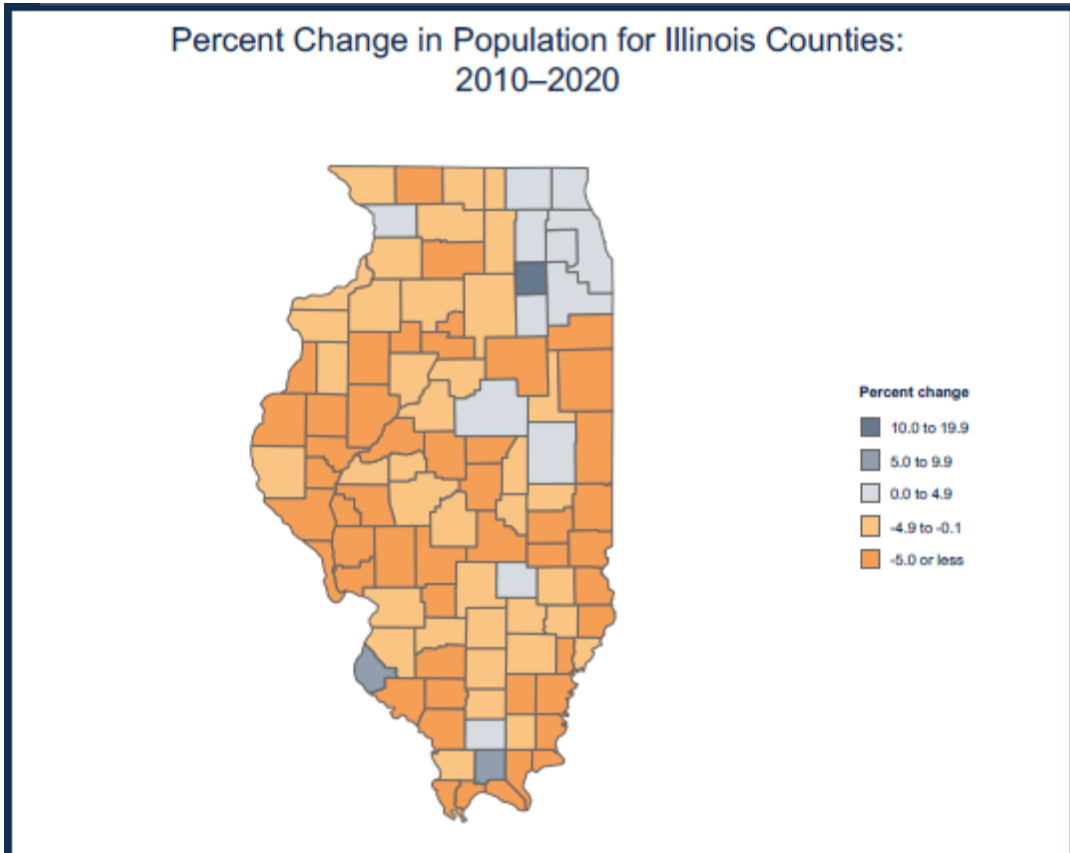 Percent Change in Population for Illinois Counties:
2010–2020
Percent change
10.0 to 19.9
5.0 to 9.9
0.0 to 4.9
-4.9 to -0.1
-5.0 or less